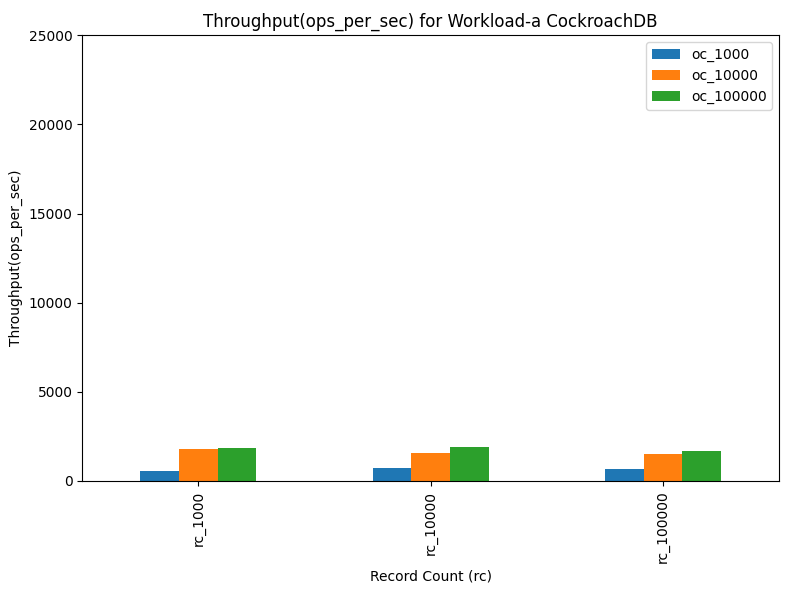 Throughput(ops_per_sec) for Workload-a CockroachDB
oc_1000
oc_10000
oc_100000
25000
20000
15000
10000
5000
0
Throughput(ops_per_sec)
rc_1000
rc_10000
rc_100000
Record Count (rc)